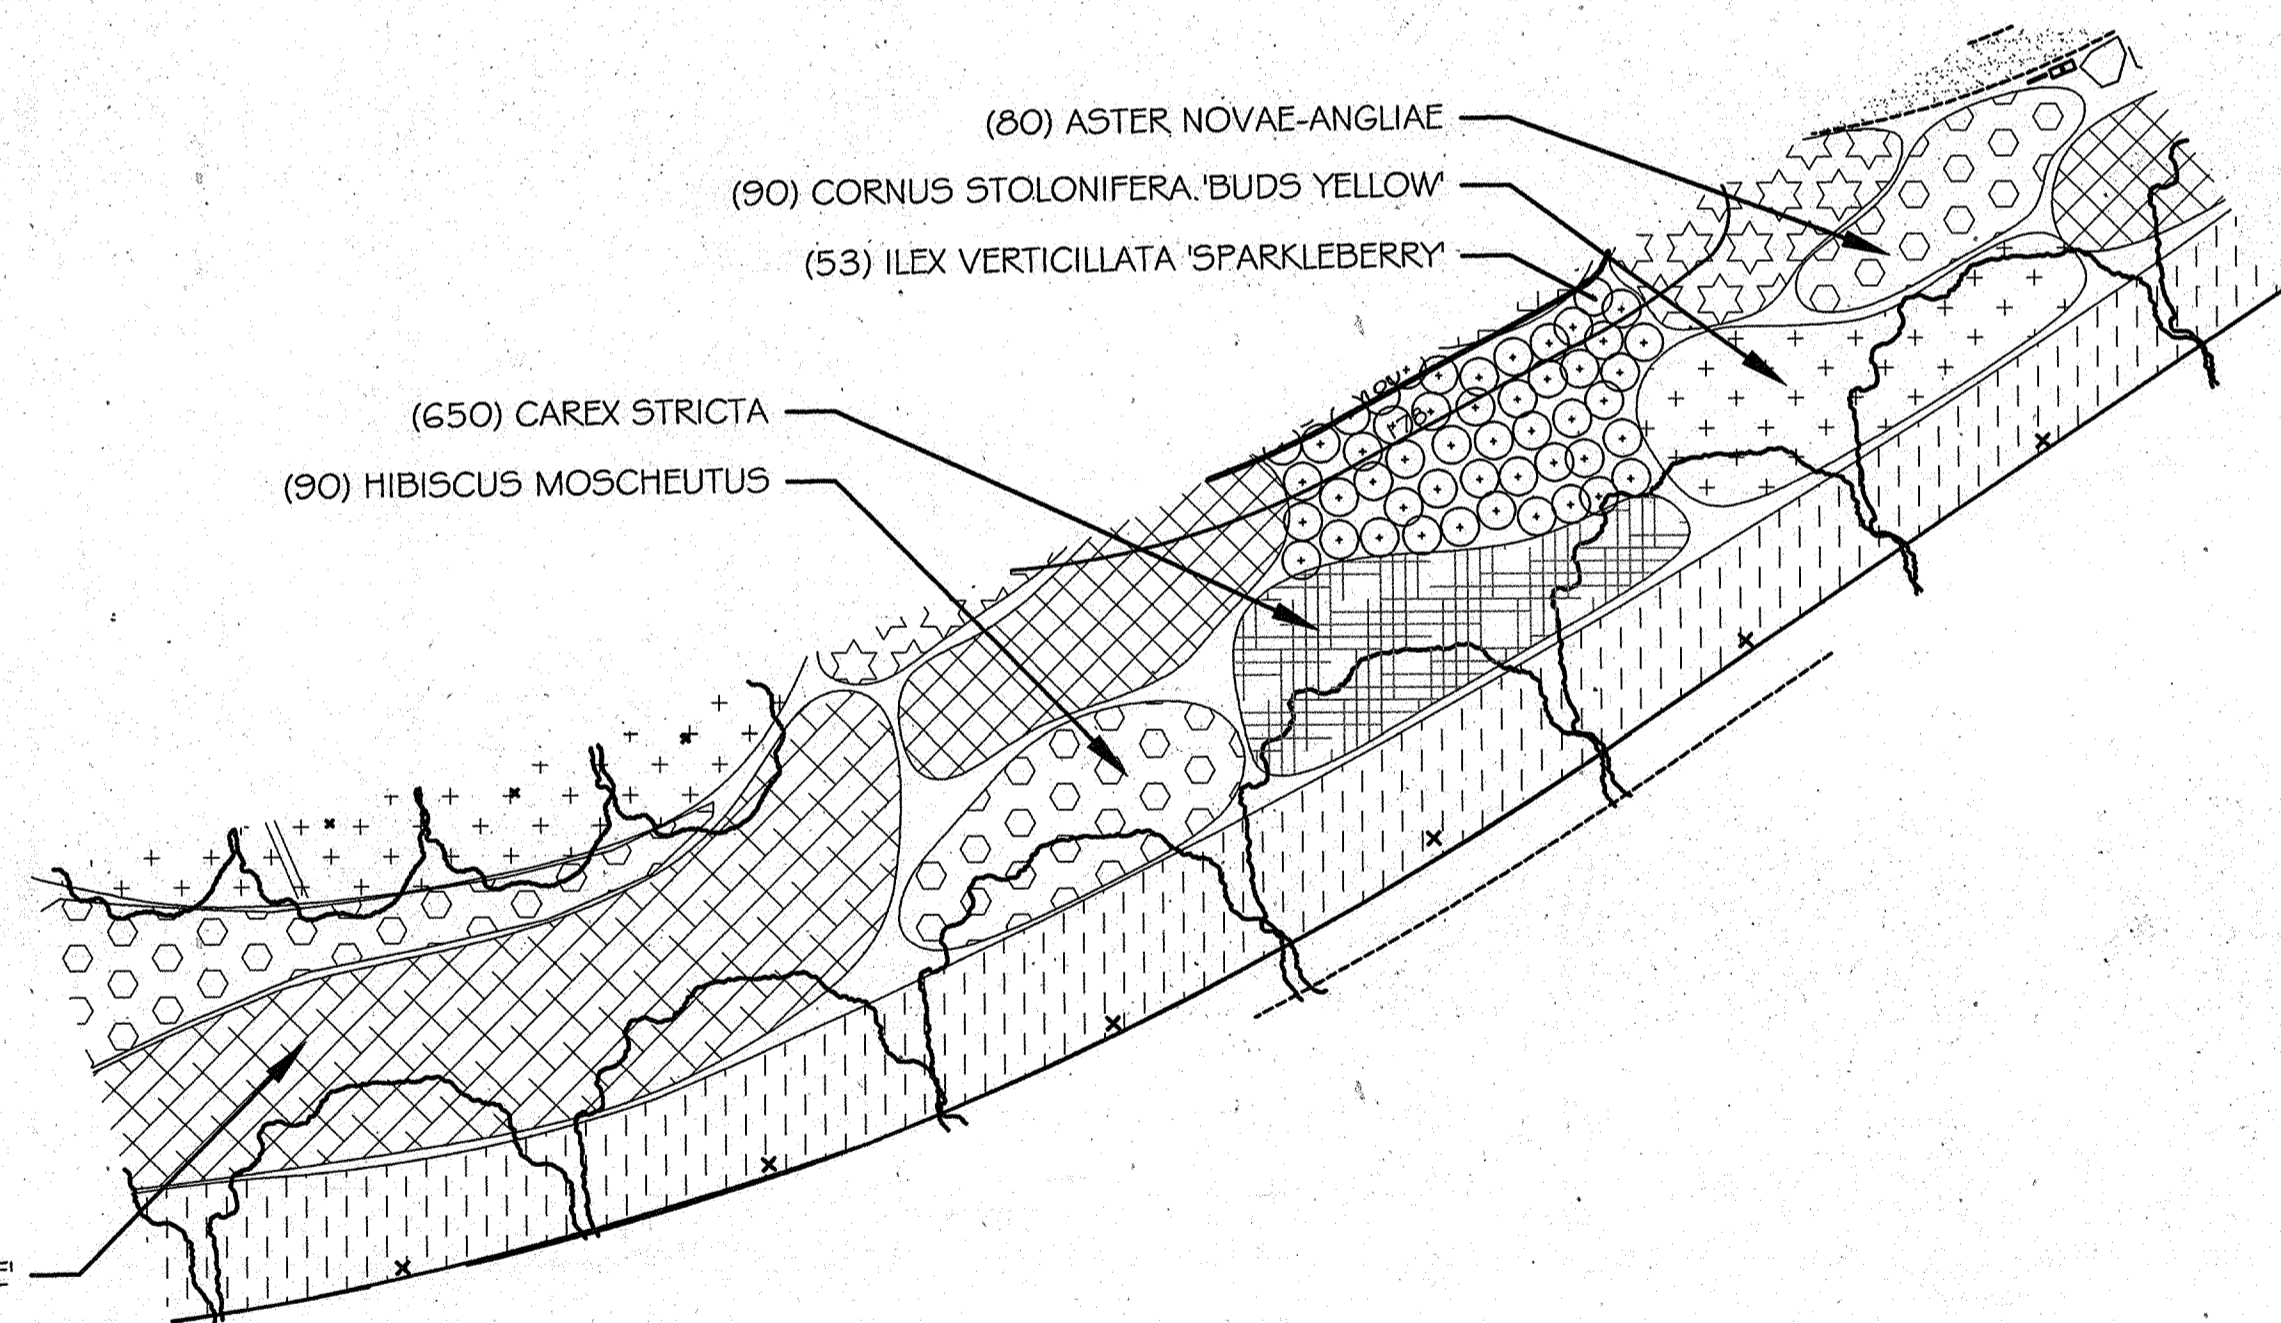 (80) ASTER NOVAE-ANGLIAE
(90) CORNUS STOLONIFERA 'BUDS YELLOW'
(53) ILEX VERTICILLATA 'SPARKLEBERRY'
(650) CAREX STRICTA
(90) HIBISCUS MOSCHEUTUS